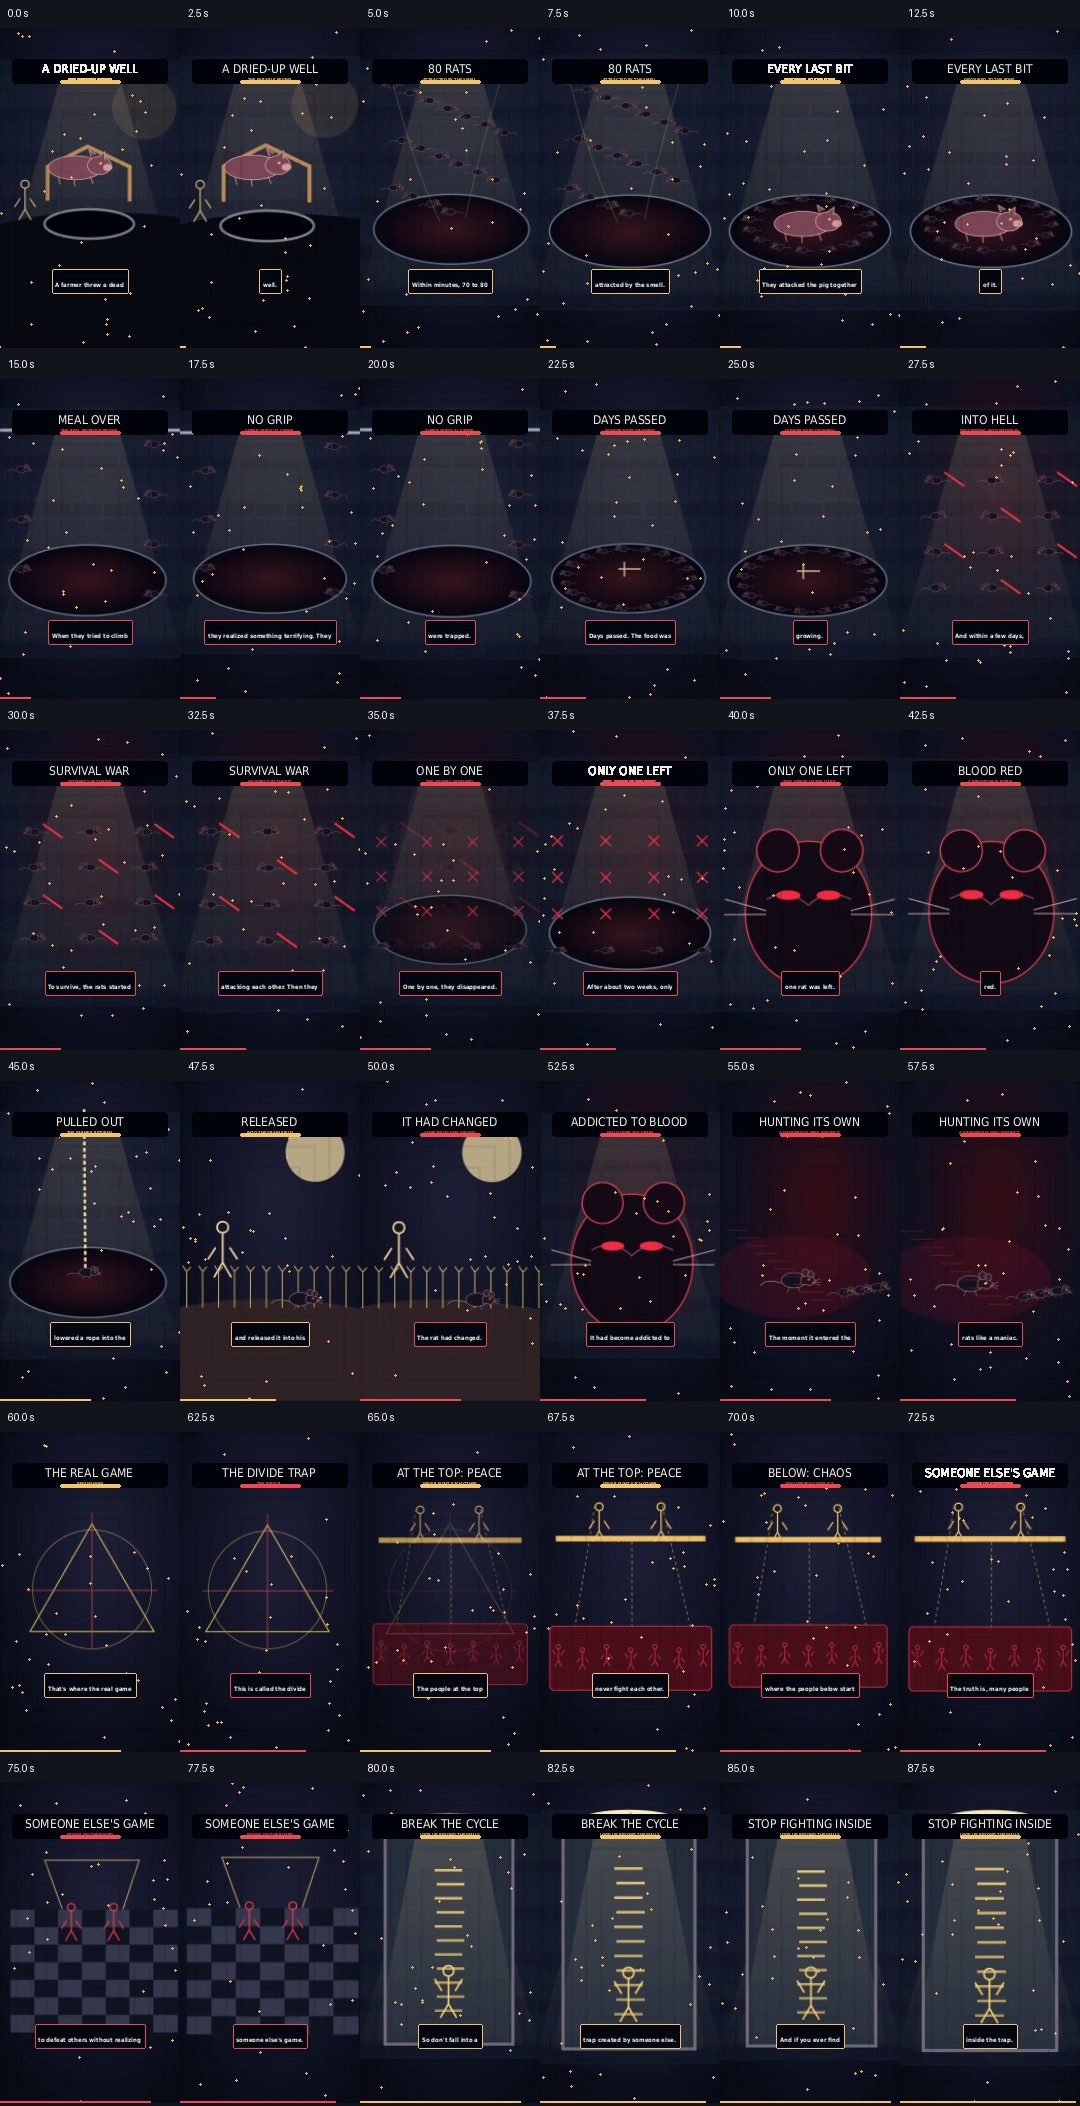 0.0s
2.5s
5.0s
7.5s
10.0s
12.5s
A DRIED-UP WELL
A DRIED-UP WELL
80 RATS
80 RATS
EVERY LAST BIT
EVERY LAST BIT
A farmer threw a dead
well.
Within minutes, 70 to 80
attracted by the smell.
They attacked the pig together
of it.
15.0s
17.5s
20.0s
22.5s
25.0s
27.5s
MEAL OVER
NO GRIP
NO GRIP
DAYS PASSED
DAYS PASSED
INTO HELL
When they tried to climb
they realized something terrifying. They
were trapped.
Days passed. The food was
growing.
And within a few days,
30.0s
32.5s
35.0s
37.5s
40.0s
42.5s
SURVIVAL WAR
SURVIVAL WAR
ONE BY ONE
ONLY ONE LEFT
ONLY ONE LEFT
BLOOD RED
To survive, the rats started
attacking each other. Then they
One by one, they disappeared.
After about two weeks, only
one rat was left.
red.
45.0s
47.5s
50.0s
52.5s
55.0s
57.5s
PULLED OUT
RELEASED
IT HAD CHANGED
ADDICTED TO BLOOD
HUNTING ITS OWN
HUNTING ITS OWN
lowered a rope into the
and released it into his
The rat had changed.
It had become addicted to
The moment it entered the
rats like a maniac.
60.0s
62.5s
65.0s
67.5s
70.0s
72.5s
THE REAL GAME
THE DIVIDE TRAP
AT THE TOP: PEACE
AT THE TOP: PEACE
BELOW: CHAOS
SOMEONE ELSE'S GAME
That's where the real game
This is called the divide
The people at the top
never fight each other.
where the people below start
The truth is, many people
75.0s
77.5s
80.0s
82.5s
85.0s
87.5s
SOMEONE ELSE'S GAME
SOMEONE ELSE'S GAME
BREAK THE CYCLE
BREAK THE CYCLE
STOP FIGHTING INSIDE
STOP FIGHTING INSIDE
to defeat others without realizing
someone else's game.
So don't fall into a
trap created by someone else.
And if you ever find
inside the trap.